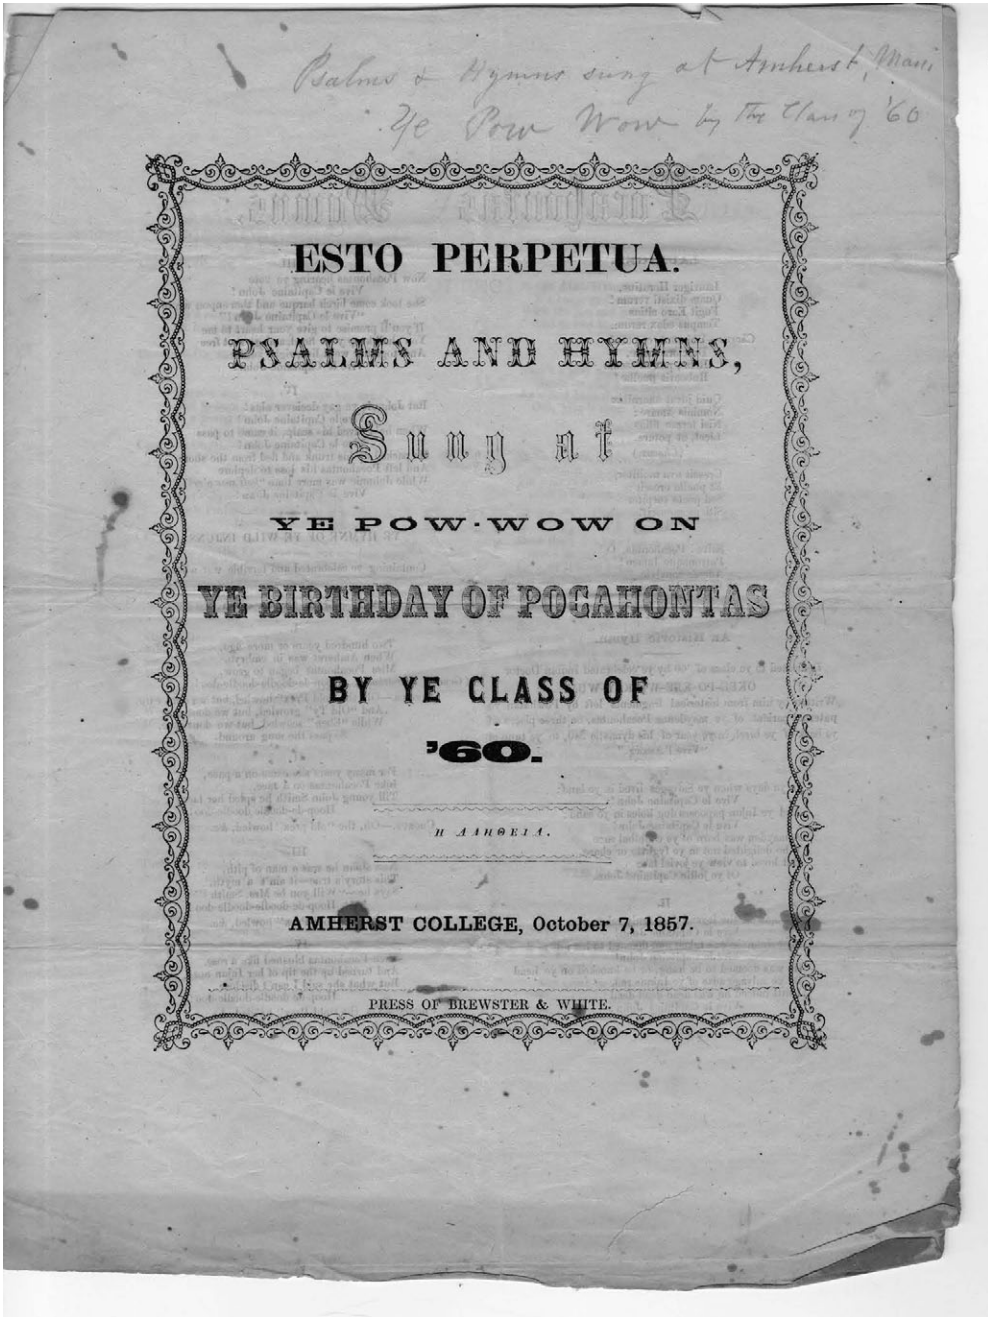 Psalms & Hymns sung at Amherst, Mass
Ye Pow Wow by the Class of '60
ESTO PERPETUA.
PSALMS AND HYMNS,
Sung at
YE POW-WOW ON
YE BIRTHDAY OF POCAHONTAS
BY YE CLASS OF
'60.
Η ΑΛΗΘΕΙΑ.
AMHERST COLLEGE, October 7, 1857.
PRESS OF BREWSTER & WHITE.